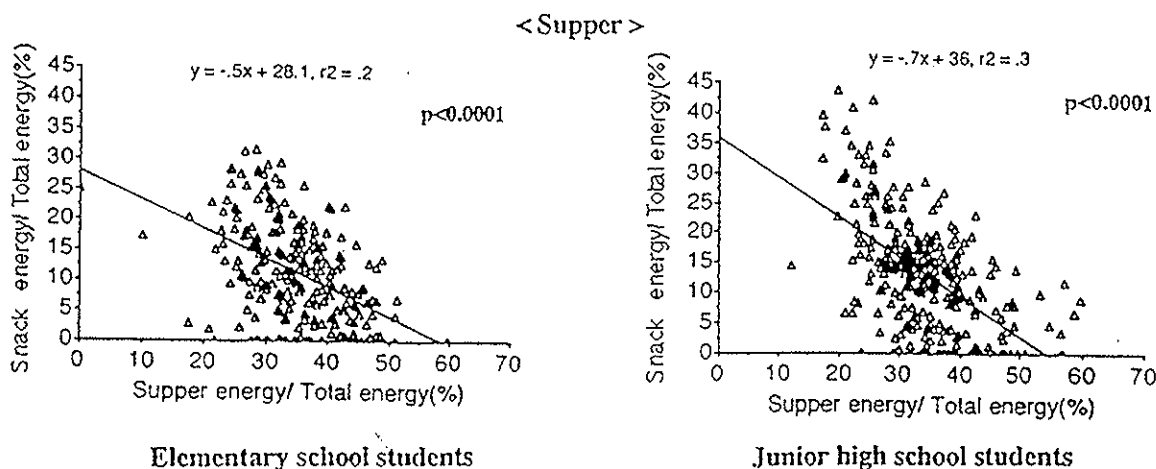 <Supper>
y = -.5x + 28.1, r2 = .2
p<0.0001
Snack energy/ Total energy(%)
45
40
35
30
25
20
15
10
5
0
0 10 20 30 40 50 60 70
Supper energy/ Total energy(%)
Elementary school students
y = -.7x + 36, r2 = .3
p<0.0001
Snack energy/ Total energy(%)
45
40
35
30
25
20
15
10
5
0
0 10 20 30 40 50 60 70
Supper energy/ Total energy(%)
Junior high school students